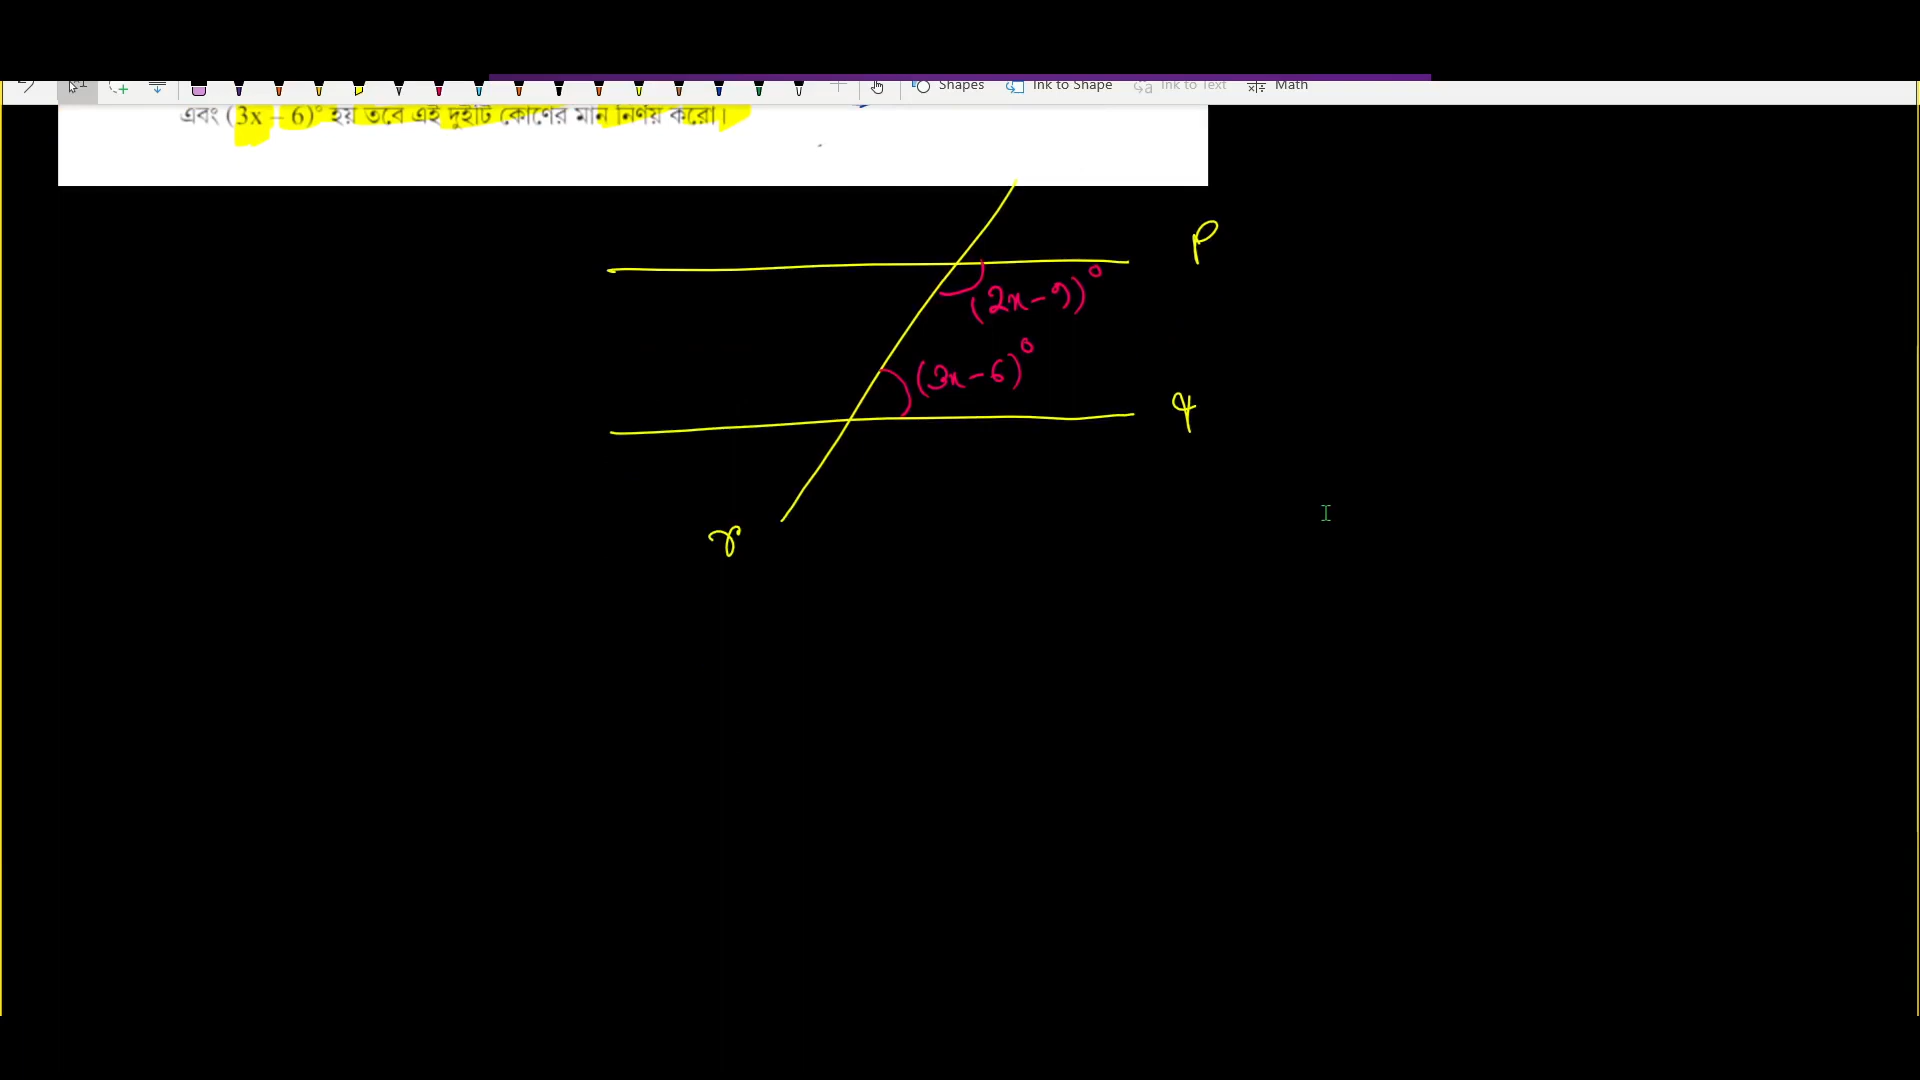 Shapes Ink to Shape Ink to Text Math
এবং (3x – 6)° হয় তবে এই দুইটি কোণের মান নির্ণয় করো।
P
(2x-9)°
(3x-6)°
q
r